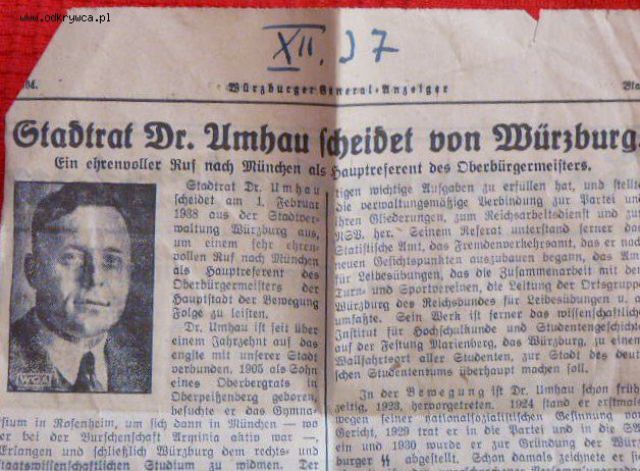 www.odkrywca.pl
XII. 37
Würzburger General-Anzeiger
Stadtrat Dr. Umhau scheidet von Würzburg.
Ein ehrenvoller Ruf nach München als Hauptreferent des Oberbürgermeisters.
Stadtrat Dr. Umhau
scheidet am 1. Februar
1938 aus der Stadtver-
waltung Würzburg aus,
um einem sehr ehren-
vollen Ruf nach München
als Hauptreferent des
Oberbürgermeisters der
Hauptstadt der Bewegung
Folge zu leisten.
Dr. Umhau ist seit über
einem Jahrzehnt auf das
engste mit unserer Stadt
verbunden. 1905 als Sohn
eines Oberbergrats in
Oberpeißenberg geboren,
besuchte er das Gymna-
sium in Rosenheim, um sich dann in München — wo
er bei der Burschenschaft Arminia aktiv war —,
Erlangen und schließlich Würzburg dem rechts- und
staatswissenschaftlichen Studium zu widmen. Der
tigen wichtige Aufgaben zu erfüllen hat, und stellte
die verwaltungsmäßige Verbindung zur Partei und
ihren Gliederungen, zum Reichsarbeitsdienst und zur
NSV. her. Seinem Referat unterstand ferner das
Statistische Amt, das Fremdenverkehrsamt, das er nach
neuen Gesichtspunkten auszubauen begann, das Amt
für Leibesübungen, das die Zusammenarbeit mit den
Turn- und Sportvereinen, die Leitung der Ortsgruppe
Würzburg des Reichsbundes für Leibesübungen u. a.
umfaßte. Sein Werk ist ferner das wissenschaftliche
Institut für Hochschulkunde und Studentengeschichte
auf der Festung Marienberg, das Würzburg, zu einem
Wallfahrtsort aller Studenten, zur Stadt des deut-
schen Studententums überhaupt machen soll.
In der Bewegung ist Dr. Umhau schon früh-
zeitig, 1923, hervorgetreten. 1924 stand er erstmals
wegen seiner nationalsozialistischen Gesinnung vor
Gericht, 1929 trat er in die Partei und in die SA
ein und 1930 wurde er zur Gründung der Würz-
burger SS abgestellt. Schon damals zeichnete er